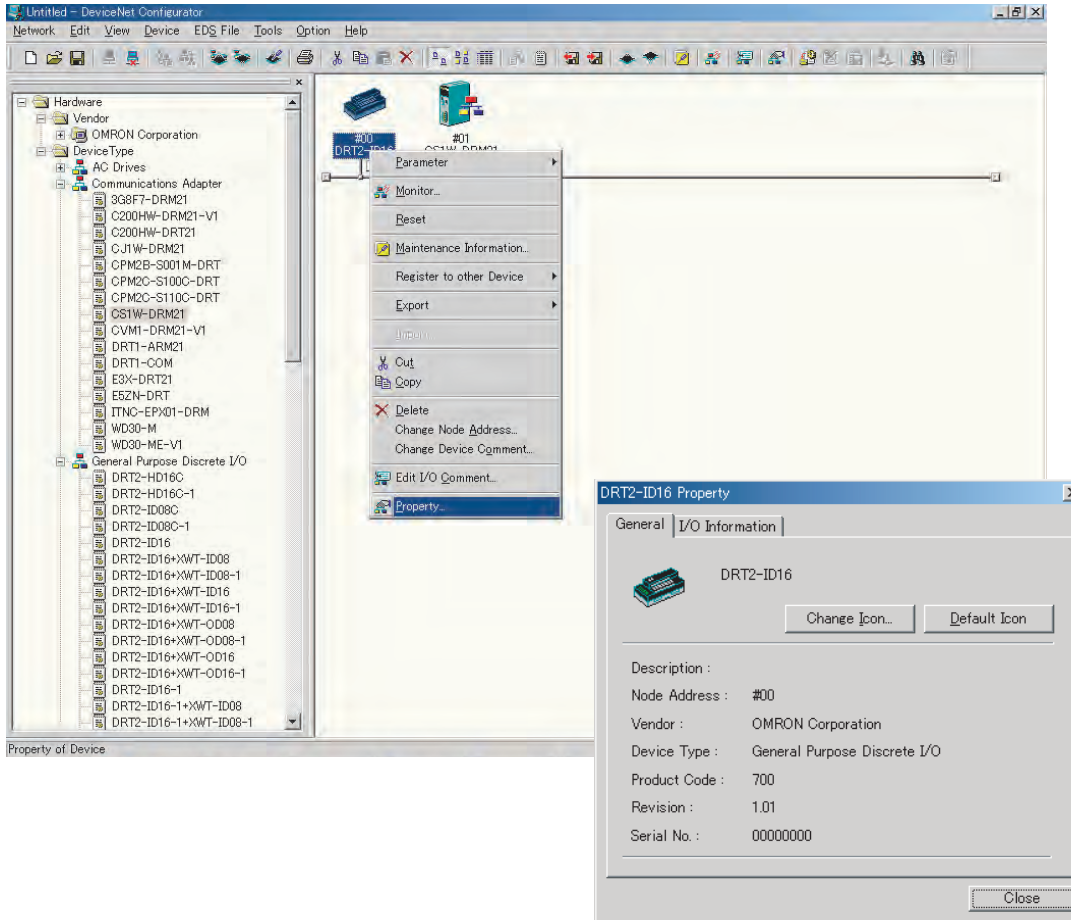 Untitled - DeviceNet Configurator
Network Edit View Device EDS File Tools Option Help
Hardware
Vendor
OMRON Corporation
DeviceType
AC Drives
Communications Adapter
3G8F7-DRM21
C200HW-DRM21-V1
C200HW-DRT21
CJ1W-DRM21
CPM2B-S001M-DRT
CPM2C-S100C-DRT
CPM2C-S110C-DRT
CS1W-DRM21
CVM1-DRM21-V1
DRT1-ARM21
DRT1-COM
E3X-DRT21
E5ZN-DRT
ITNC-EPX01-DRM
WD30-M
WD30-ME-V1
General Purpose Discrete I/O
DRT2-HD16C
DRT2-HD16C-1
DRT2-ID08C
DRT2-ID08C-1
DRT2-ID16
DRT2-ID16+XWT-ID08
DRT2-ID16+XWT-ID08-1
DRT2-ID16+XWT-ID16
DRT2-ID16+XWT-ID16-1
DRT2-ID16+XWT-OD08
DRT2-ID16+XWT-OD08-1
DRT2-ID16+XWT-OD16
DRT2-ID16+XWT-OD16-1
DRT2-ID16-1
DRT2-ID16-1+XWT-ID08
DRT2-ID16-1+XWT-ID08-1
Property of Device
#00
DRT2-ID16
#01
CS1W-DRM21
Parameter
Monitor...
Reset
Maintenance Information...
Register to other Device
Export
Import
Cut
Copy
Delete
Change Node Address...
Change Device Comment...
Edit I/O Comment...
Property...
DRT2-ID16 Property
General I/O Information
DRT2-ID16
Change Icon... Default Icon
Description :
Node Address : #00
Vendor : OMRON Corporation
Device Type : General Purpose Discrete I/O
Product Code : 700
Revision : 1.01
Serial No. : 00000000
Close